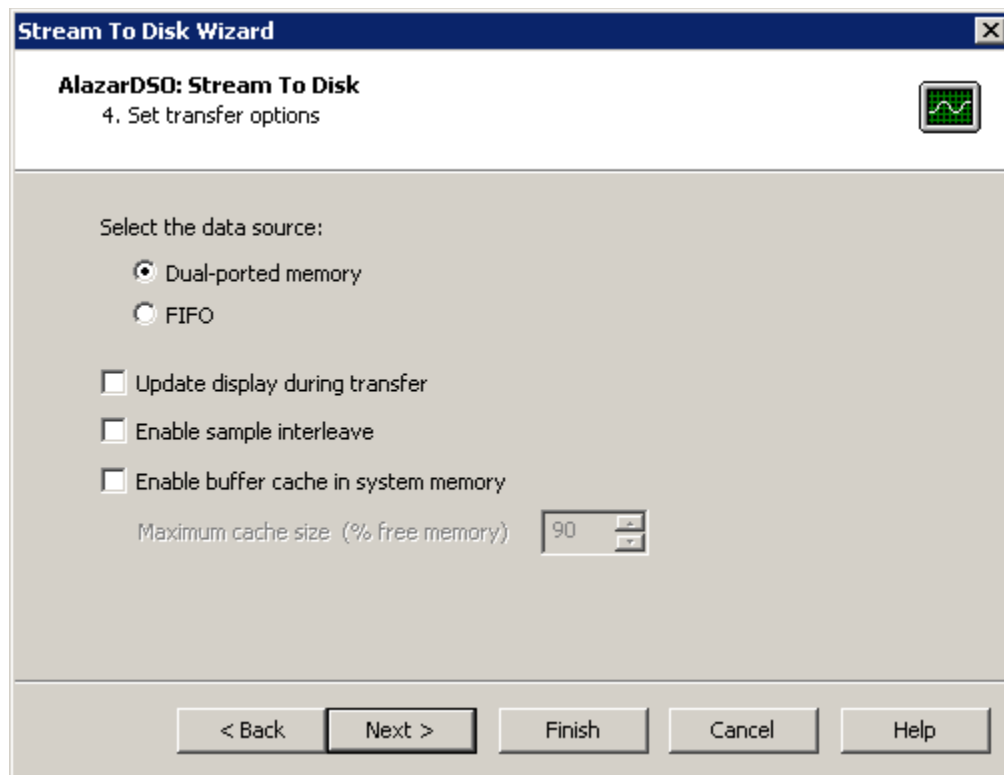 Stream To Disk Wizard
AlazarDSO: Stream To Disk
4. Set transfer options
Select the data source:
Dual-ported memory
FIFO
Update display during transfer
Enable sample interleave
Enable buffer cache in system memory
Maximum cache size (% free memory) 90
< Back Next > Finish Cancel Help